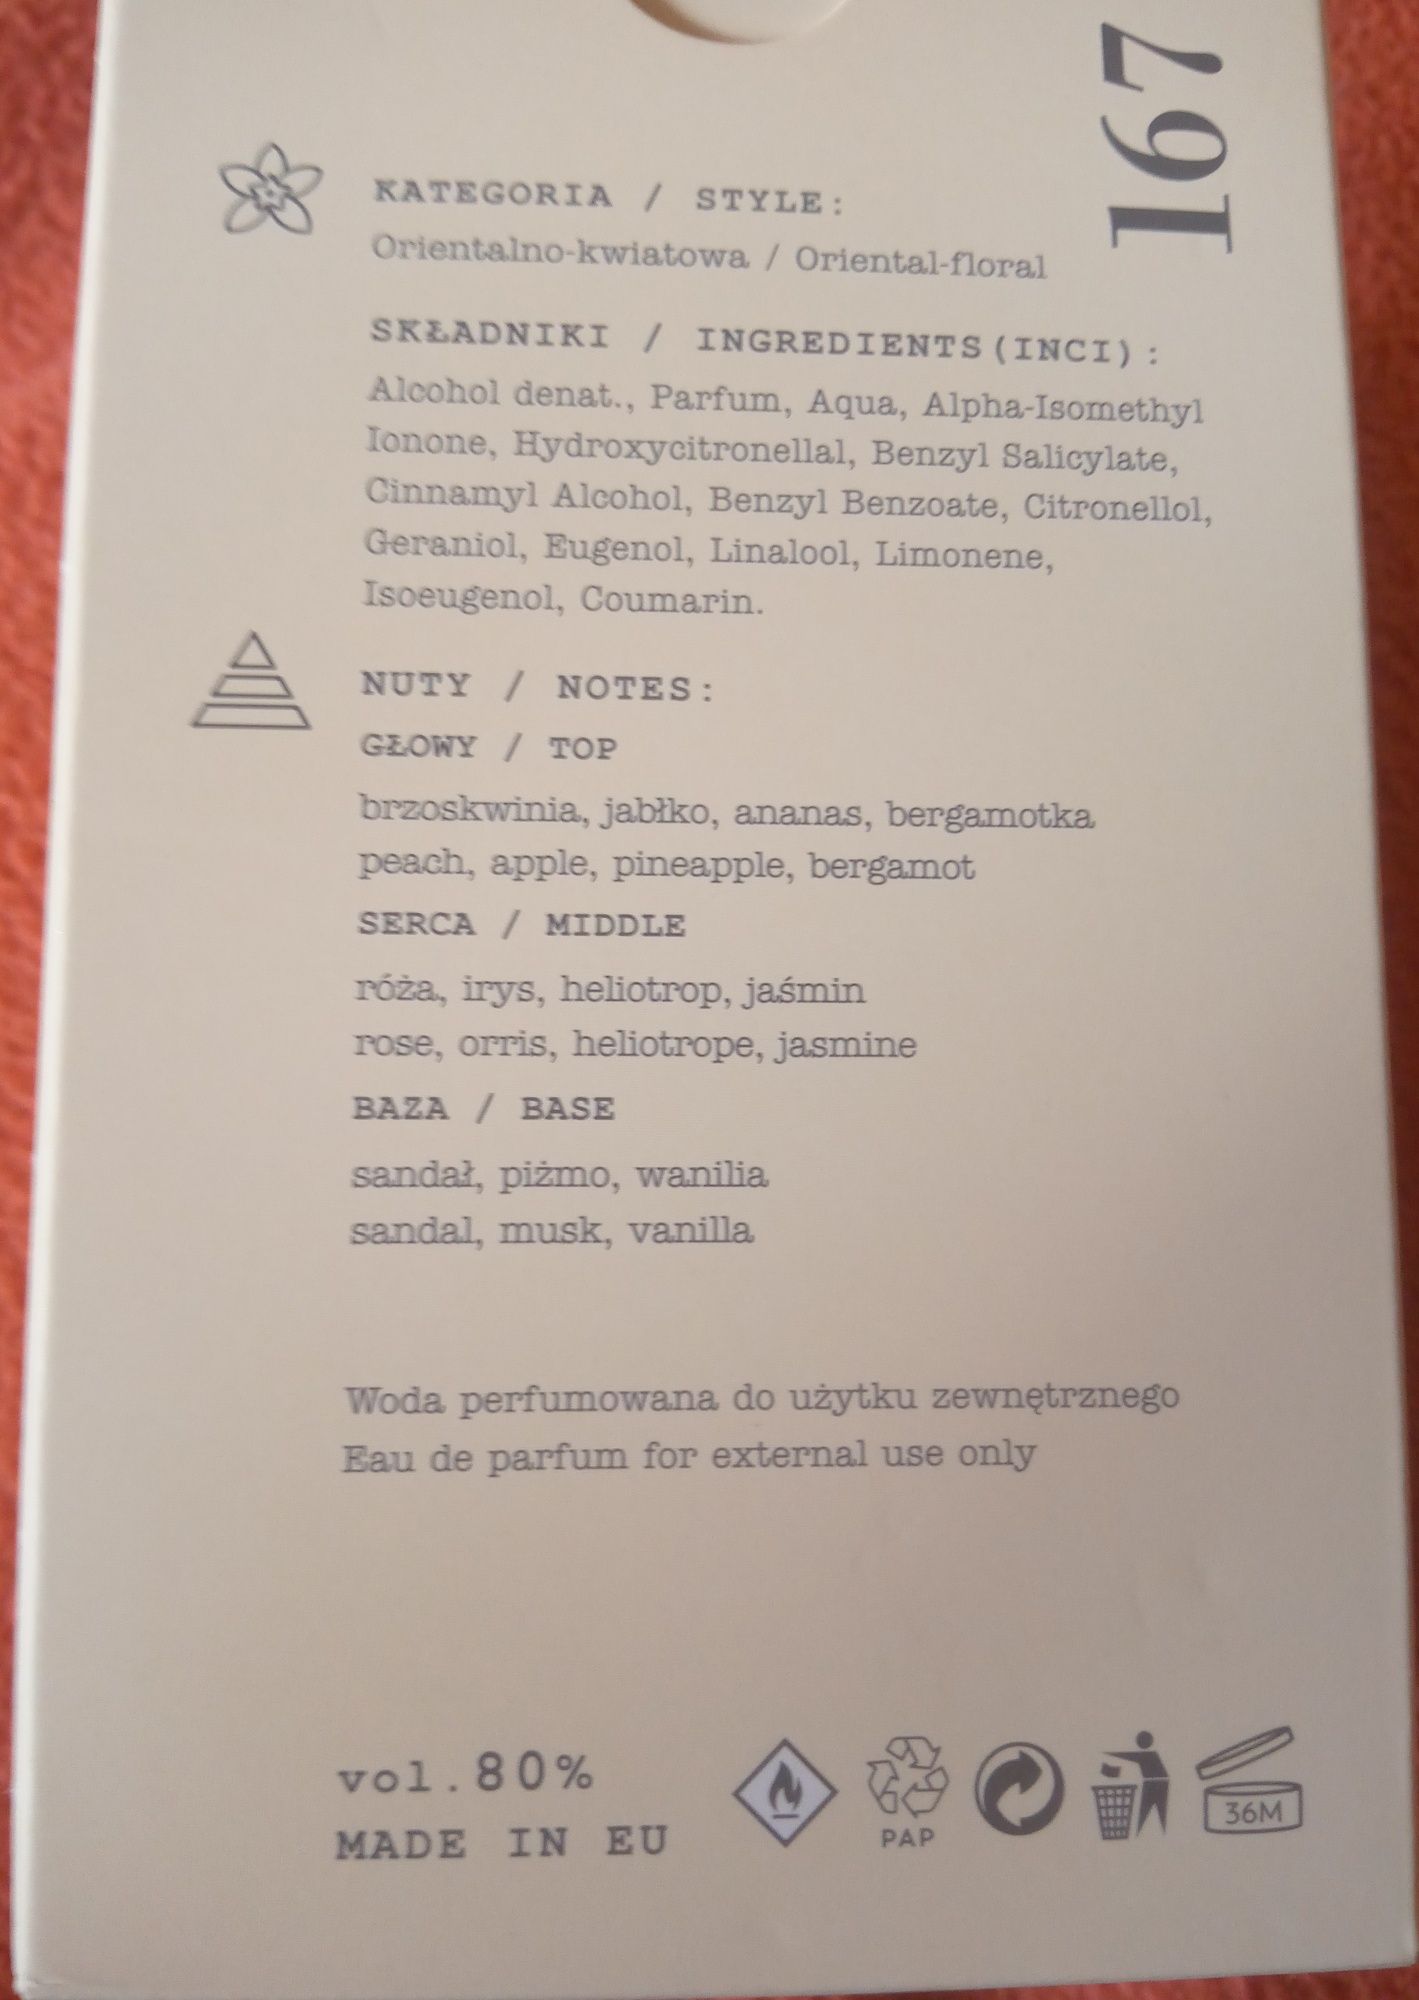 167
KATEGORIA / STYLE:
Orientalno-kwiatowa / Oriental-floral
SKŁADNIKI / INGREDIENTS(INCI):
Alcohol denat., Parfum, Aqua, Alpha-Isomethyl
Ionone, Hydroxycitronellal, Benzyl Salicylate,
Cinnamyl Alcohol, Benzyl Benzoate, Citronellol,
Geraniol, Eugenol, Linalool, Limonene,
Isoeugenol, Coumarin.
NUTY / NOTES:
GŁOWY / TOP
brzoskwinia, jabłko, ananas, bergamotka
peach, apple, pineapple, bergamot
SERCA / MIDDLE
róża, irys, heliotrop, jaśmin
rose, orris, heliotrope, jasmine
BAZA / BASE
sandał, piżmo, wanilia
sandal, musk, vanilla
Woda perfumowana do użytku zewnętrznego
Eau de parfum for external use only
vol.80%
MADE IN EU
PAP
36M